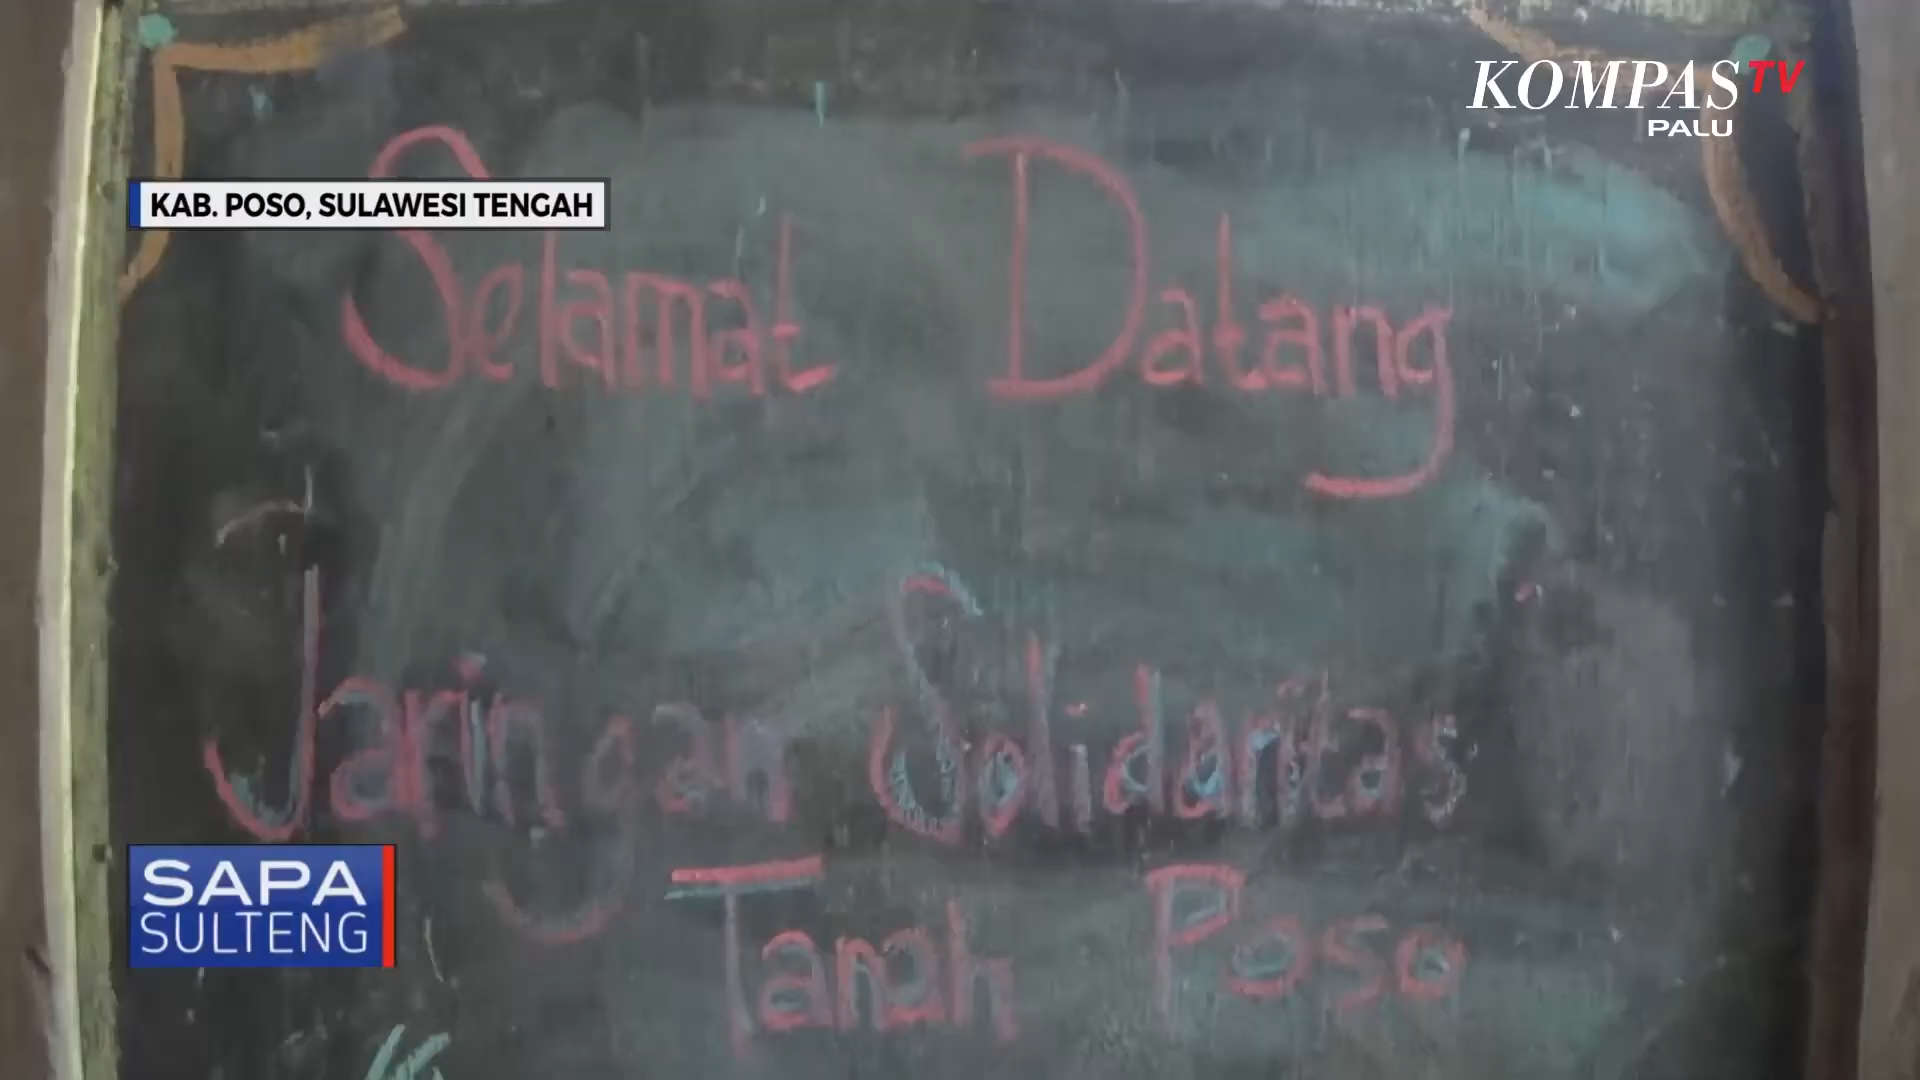 KOMPAS TV
PALU
KAB. POSO, SULAWESI TENGAH
Selamat Datang
Jaringan Solidaritas
Tanah Poso
SAPA
SULTENG